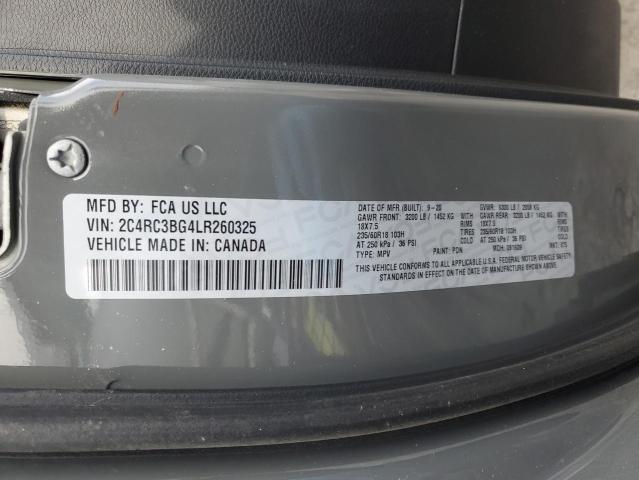 MFD BY: FCA US LLC
VIN: 2C4RC3BG4LR260325
VEHICLE MADE IN: CANADA
DATE OF MFR (BUILT): 9-20 GVWR: 6300 LB / 2858 KG
GAWR FRONT: 3200 LB / 1452 KG GAWR REAR: 3200 LB / 1452 KG
18X7.5 RIMS 18X7.5
235/60R18 103H TIRES 235/60R18 103H TIRES
AT 250 kPa / 36 PSI COLD AT 250 kPa / 36 PSI COLD
TYPE: MPV PAINT: PDN MDH: 091609
THIS VEHICLE CONFORMS TO ALL APPLICABLE U.S.A. FEDERAL MOTOR VEHICLE SAFETY,
STANDARDS IN EFFECT ON THE DATE OF MANUFACTURE SHOWN ABOVE.